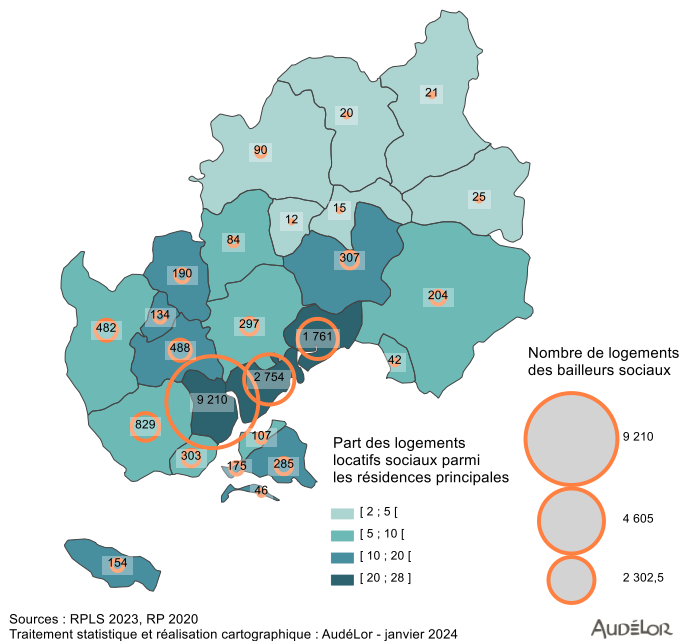 21
20
90
25
15
12
84
307
190
204
134
297
482
1 761
488
42
2 754
9 210
829
107
303
175
285
46
154
Nombre de logements
des bailleurs sociaux
9 210
4 605
2 302,5
Part des logements
locatifs sociaux parmi
les résidences principales
[ 2 ; 5 [
[ 5 ; 10 [
[ 10 ; 20 [
[ 20 ; 28 ]
Sources : RPLS 2023, RP 2020
Traitement statistique et réalisation cartographique : AudéLor - janvier 2024
AUDÉLOR